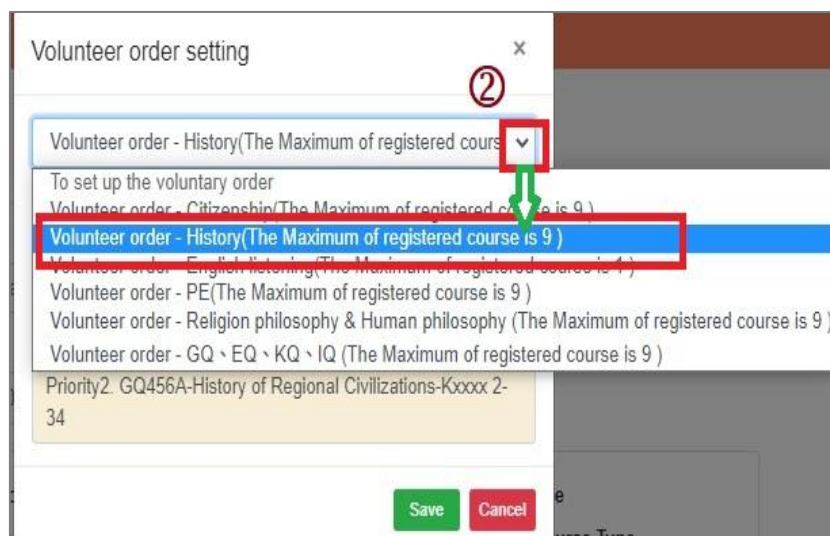 Volunteer order setting
×
②
Volunteer order - History(The Maximum of registered cours
To set up the voluntary order
Volunteer order - Citizenship(The Maximum of registered course is 9 )
Volunteer order - History(The Maximum of registered course is 9 )
Volunteer order - English listening(The Maximum of registered course is 1 )
Volunteer order - PE(The Maximum of registered course is 9 )
Volunteer order - Religion philosophy & Human philosophy (The Maximum of registered course is 9 )
Volunteer order - GQ、EQ、KQ、IQ (The Maximum of registered course is 9 )
Priority2. GQ456A-History of Regional Civilizations-Kxxxx 2-
34
Save
Cancel